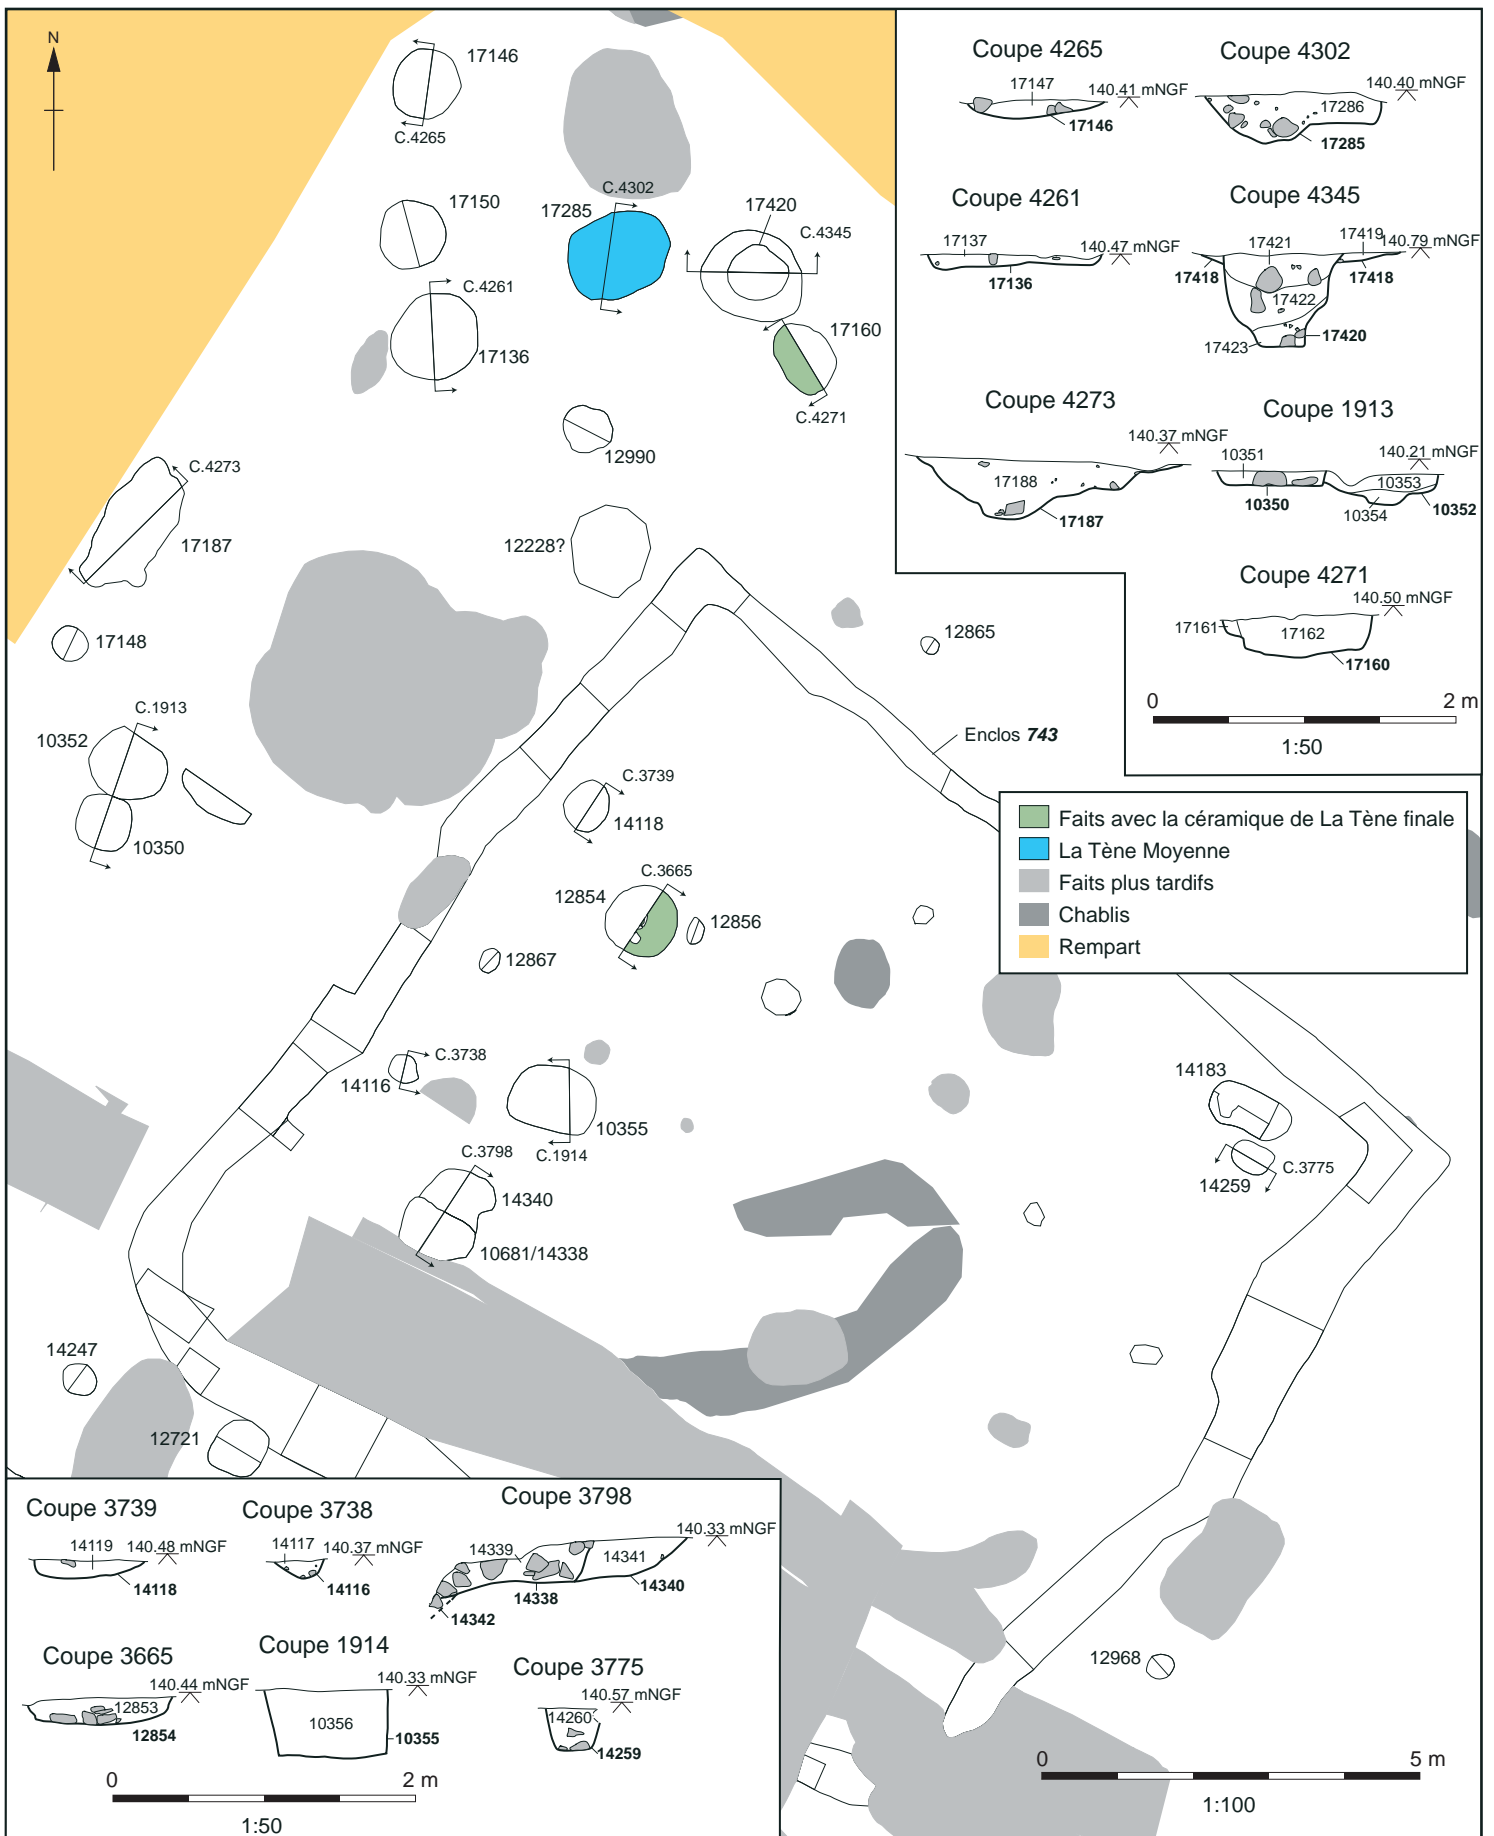 N
17146
C.4265
17150
C.4302
17285
17420
C.4345
C.4261
17136
17160
C.4271
12990
C.4273
17187
12228?
17148
12865
C.1913
10352
10350
Enclos 743
C.3739
14118
C.3665
12854
12856
12867
C.3738
14116
10355
C.1914
C.3798
14340
10681/14338
14183
C.3775
14259
14247
12721
12968
Coupe 4265
17147
140.41 mNGF
17146
Coupe 4302
140.40 mNGF
17286
17285
Coupe 4261
17137
140.47 mNGF
17136
Coupe 4345
17421
17419
140.79 mNGF
17418
17418
17422
17423
17420
Coupe 4273
140.37 mNGF
17188
17187
Coupe 1913
10351
140.21 mNGF
10353
10350
10354
10352
Coupe 4271
140.50 mNGF
17161
17162
17160
0 2 m
1:50
Faits avec la céramique de La Tène finale
La Tène Moyenne
Faits plus tardifs
Chablis
Rempart
Coupe 3739
14119
140.48 mNGF
14118
Coupe 3738
14117
140.37 mNGF
14116
Coupe 3798
140.33 mNGF
14339
14341
14338
14340
14342
Coupe 3665
140.44 mNGF
12853
12854
Coupe 1914
140.33 mNGF
10356
10355
Coupe 3775
140.57 mNGF
14260
14259
0 2 m
1:50
0 5 m
1:100